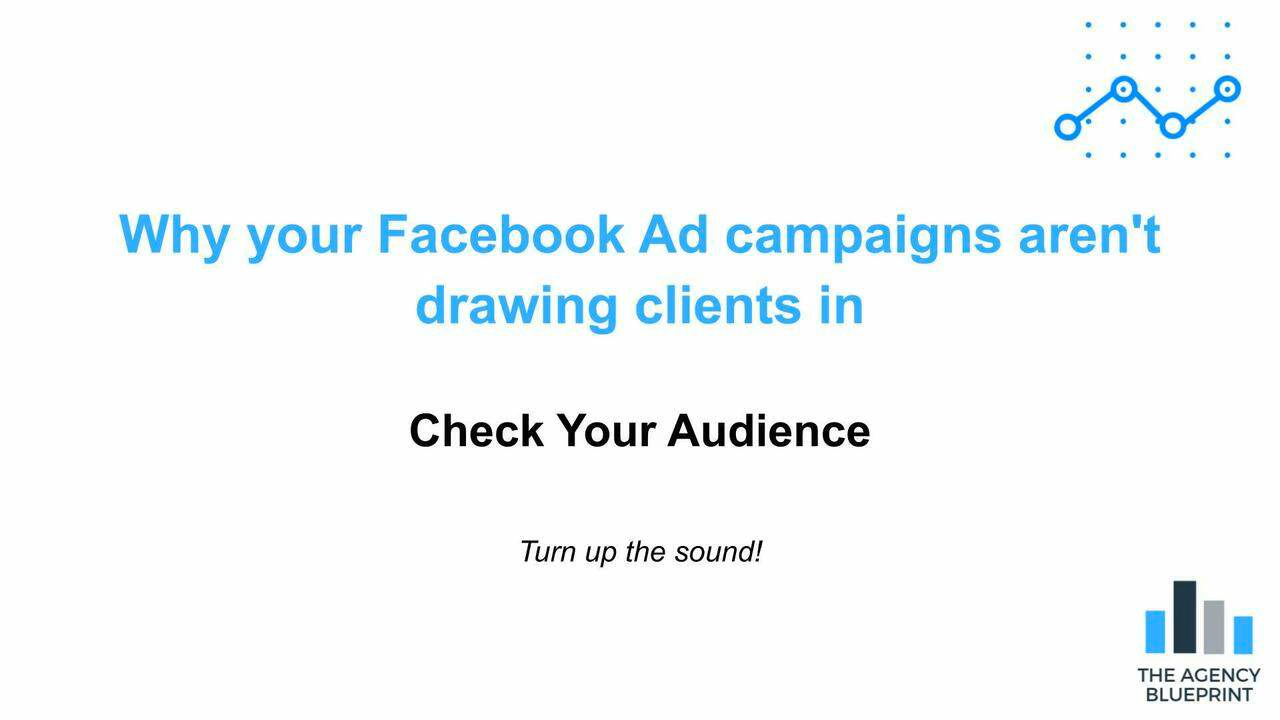 Why your Facebook Ad campaigns aren't
drawing clients in
Check Your Audience
Turn up the sound!
THE AGENCY
BLUEPRINT